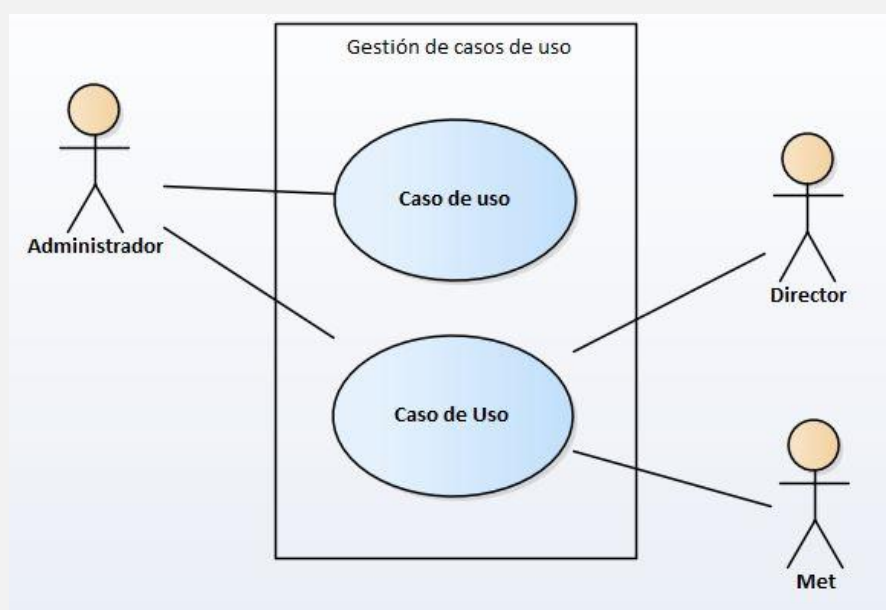 Gestión de casos de uso
Caso de uso
Administrador
Director
Caso de Uso
Met